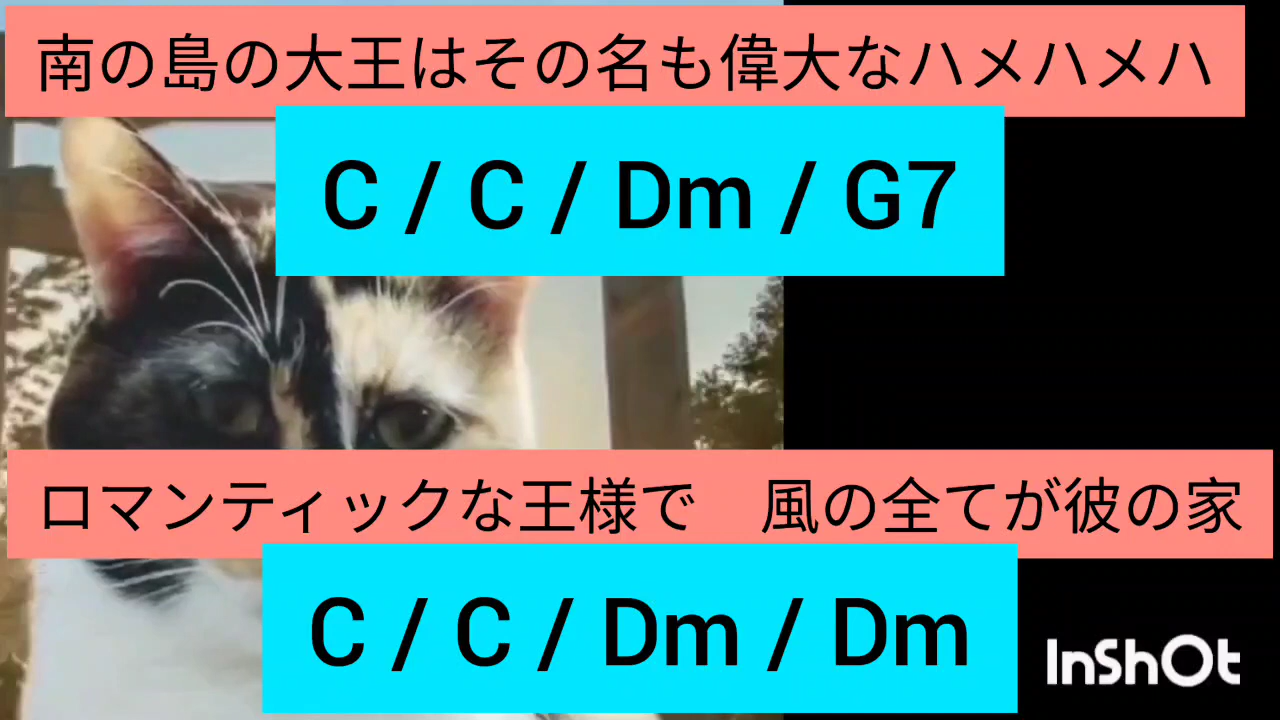 南の島の大王はその名も偉大なハメハメハ
C / C / Dm / G7
ロマンティックな王様で　風の全てが彼の家
C / C / Dm / Dm
InShOt